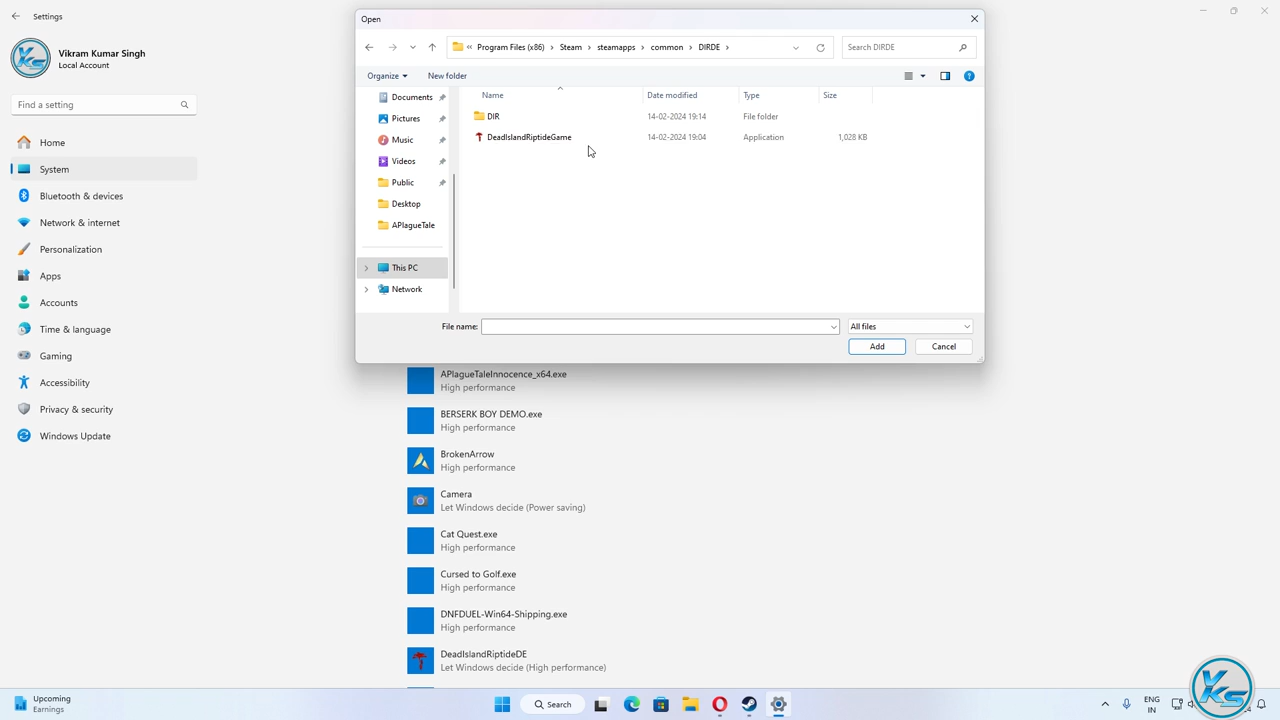 Settings
Vikram Kumar Singh
Local Account
Find a setting
Home
System
Bluetooth & devices
Network & internet
Personalization
Apps
Accounts
Time & language
Gaming
Accessibility
Privacy & security
Windows Update
Open
« Program Files (x86) > Steam > steamapps > common > DIRDE >
Search DIRDE
Organize
New folder
Documents
Pictures
Music
Videos
Public
Desktop
APlagueTale
This PC
Network
Name Date modified Type Size
DIR 14-02-2024 19:14 File folder
DeadIslandRiptideGame 14-02-2024 19:04 Application 1,028 KB
File name:
All files
Add
Cancel
APlagueTaleInnocence_x64.exe
High performance
BERSERK BOY DEMO.exe
High performance
BrokenArrow
High performance
Camera
Let Windows decide (Power saving)
Cat Quest.exe
High performance
Cursed to Golf.exe
High performance
DNFDUEL-Win64-Shipping.exe
High performance
DeadIslandRiptideDE
Let Windows decide (High performance)
Upcoming
Earnings
Search
ENG
IN
KS